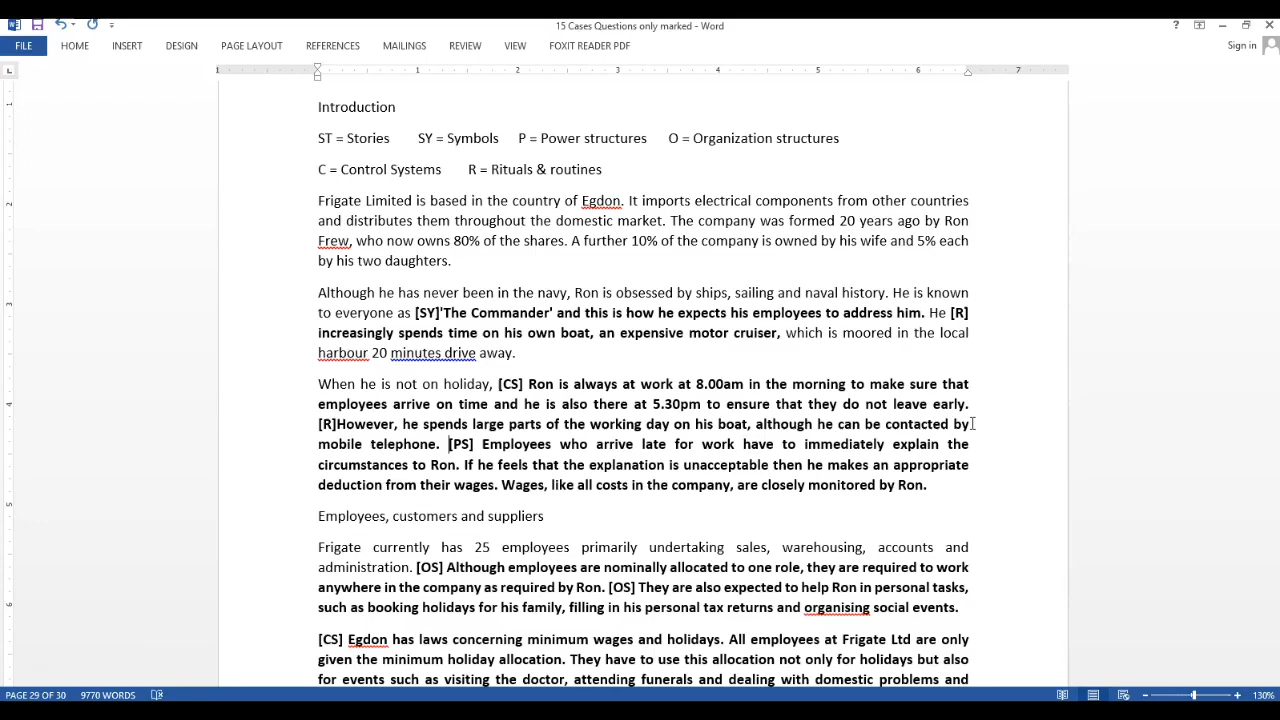 15 Cases Questions only marked - Word
FILE HOME INSERT DESIGN PAGE LAYOUT REFERENCES MAILINGS REVIEW VIEW FOXIT READER PDF Sign in
1 1 2 3 4 5 6 7
Introduction
ST = Stories SY = Symbols P = Power structures O = Organization structures
C = Control Systems R = Rituals & routines
Frigate Limited is based in the country of Egdon. It imports electrical components from other countries
and distributes them throughout the domestic market. The company was formed 20 years ago by Ron
Frew, who now owns 80% of the shares. A further 10% of the company is owned by his wife and 5% each
by his two daughters.
Although he has never been in the navy, Ron is obsessed by ships, sailing and naval history. He is known
to everyone as [SY]'The Commander' and this is how he expects his employees to address him. He [R]
increasingly spends time on his own boat, an expensive motor cruiser, which is moored in the local
harbour 20 minutes drive away.
When he is not on holiday, [CS] Ron is always at work at 8.00am in the morning to make sure that
employees arrive on time and he is also there at 5.30pm to ensure that they do not leave early.
[R]However, he spends large parts of the working day on his boat, although he can be contacted by
mobile telephone. [PS] Employees who arrive late for work have to immediately explain the
circumstances to Ron. If he feels that the explanation is unacceptable then he makes an appropriate
deduction from their wages. Wages, like all costs in the company, are closely monitored by Ron.
Employees, customers and suppliers
Frigate currently has 25 employees primarily undertaking sales, warehousing, accounts and
administration. [OS] Although employees are nominally allocated to one role, they are required to work
anywhere in the company as required by Ron. [OS] They are also expected to help Ron in personal tasks,
such as booking holidays for his family, filling in his personal tax returns and organising social events.
[CS] Egdon has laws concerning minimum wages and holidays. All employees at Frigate Ltd are only
given the minimum holiday allocation. They have to use this allocation not only for holidays but also
for events such as visiting the doctor, attending funerals and dealing with domestic problems and
PAGE 29 OF 30 9770 WORDS 130%